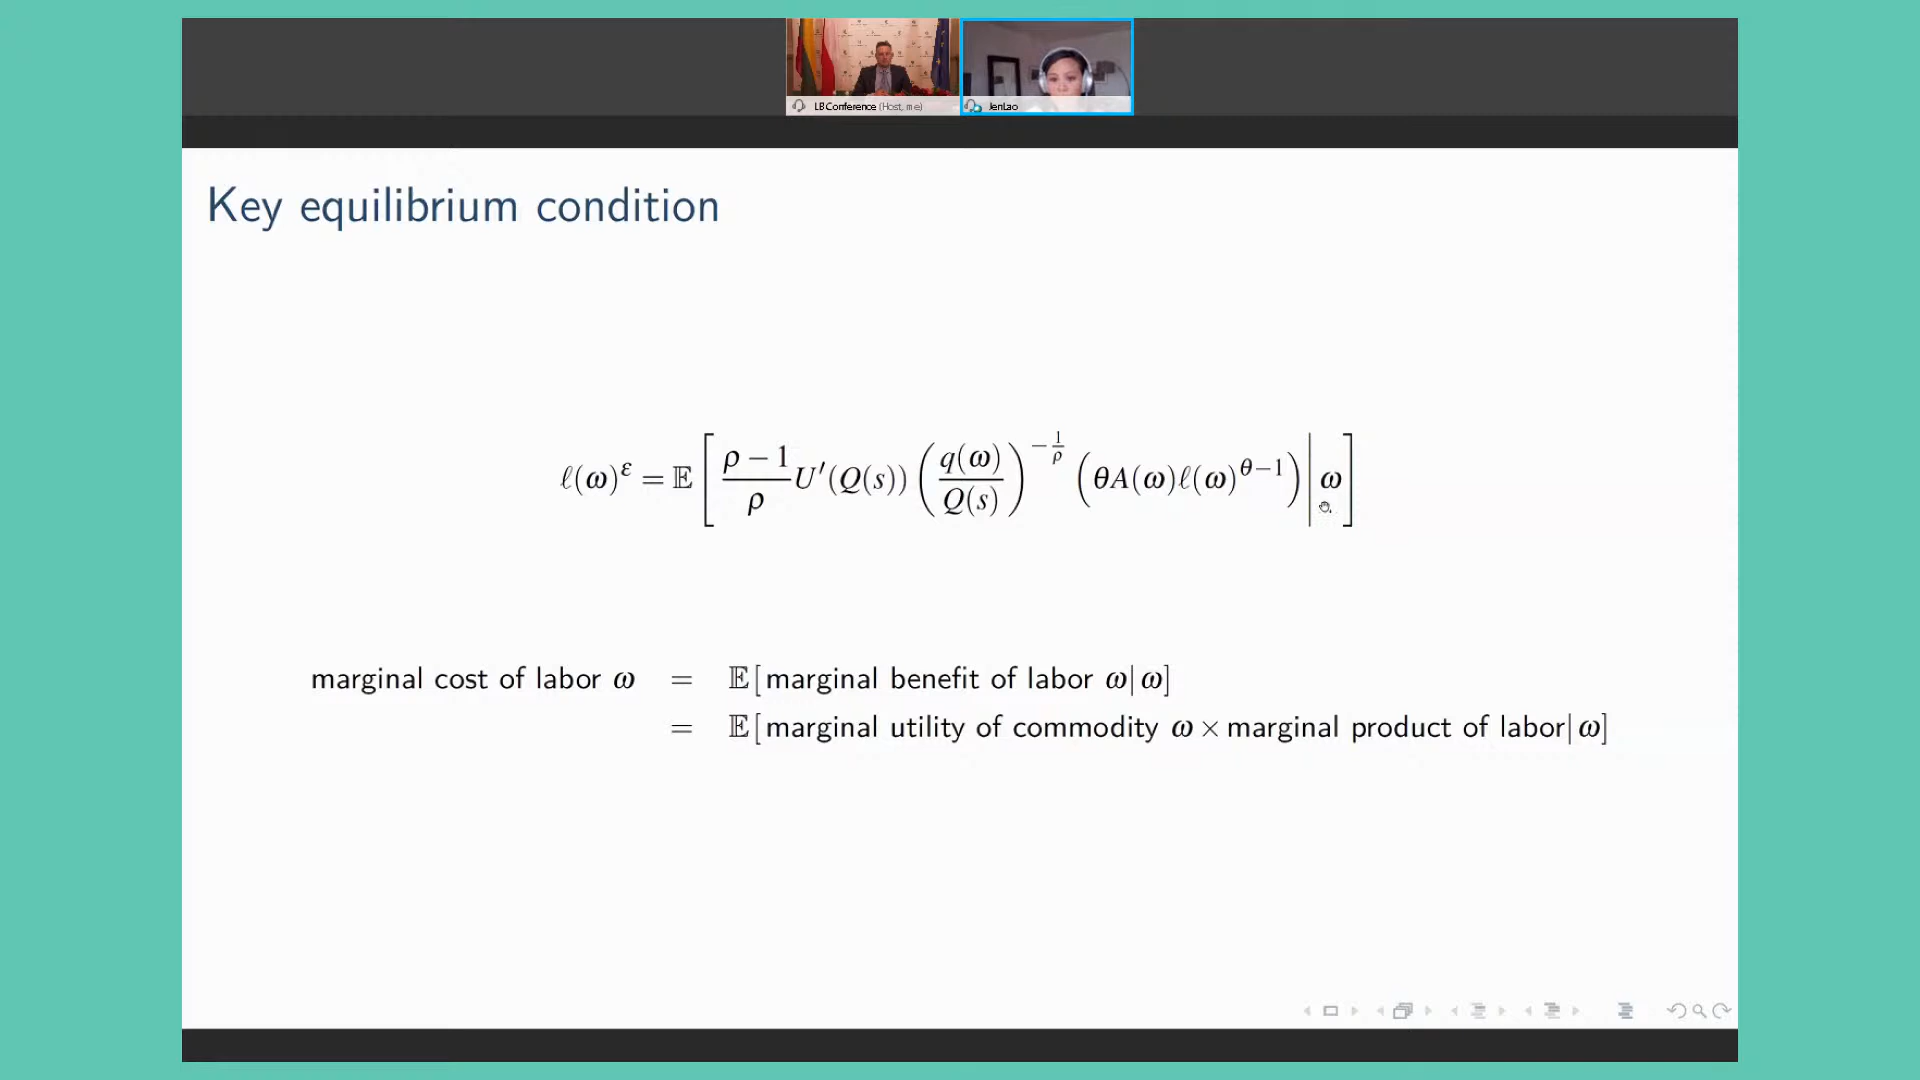 LB Conference (Host, me)
JenLao
Key equilibrium condition
ℓ(ω)^ε = 𝔼[ (ρ − 1)/ρ U′(Q(s)) (q(ω)/Q(s))^(−1/ρ) (θA(ω)ℓ(ω)^(θ−1)) | ω ]
marginal cost of labor ω = 𝔼[marginal benefit of labor ω| ω]
= 𝔼[marginal utility of commodity ω × marginal product of labor| ω]